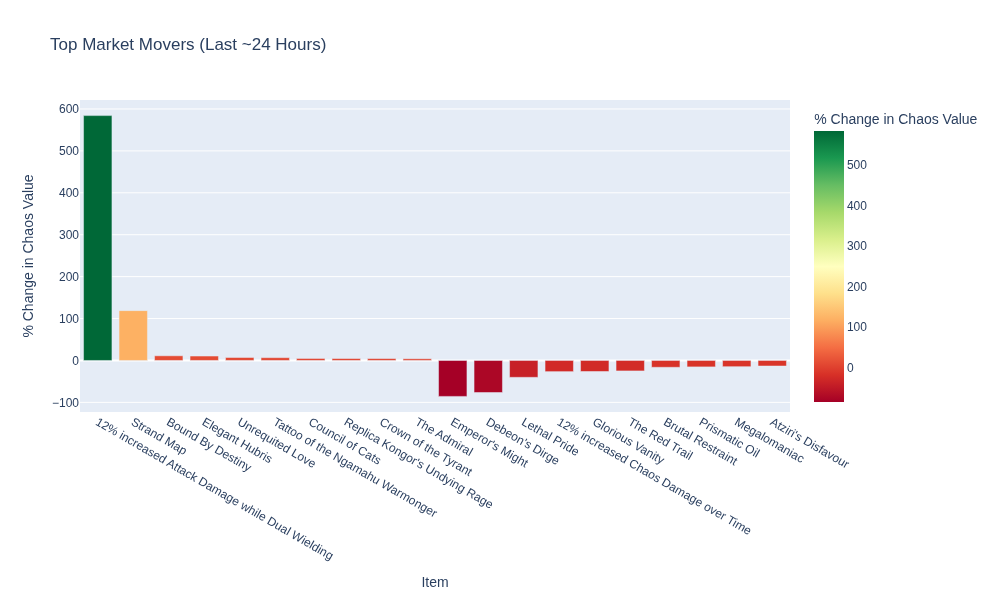 Top Market Movers (Last ~24 Hours)
% Change in Chaos Value
600
500
400
300
200
100
0
−100
12% increased Attack Damage while Dual Wielding
Strand Map
Bound By Destiny
Elegant Hubris
Unrequited Love
Tattoo of the Ngamahu Warmonger
Council of Cats
Replica Kongor's Undying Rage
Crown of the Tyrant
The Admiral
Emperor's Might
Debeon's Dirge
Lethal Pride
12% increased Chaos Damage over Time
Glorious Vanity
The Red Trail
Brutal Restraint
Prismatic Oil
Megalomaniac
Atziri's Disfavour
Item
% Change in Chaos Value
500
400
300
200
100
0